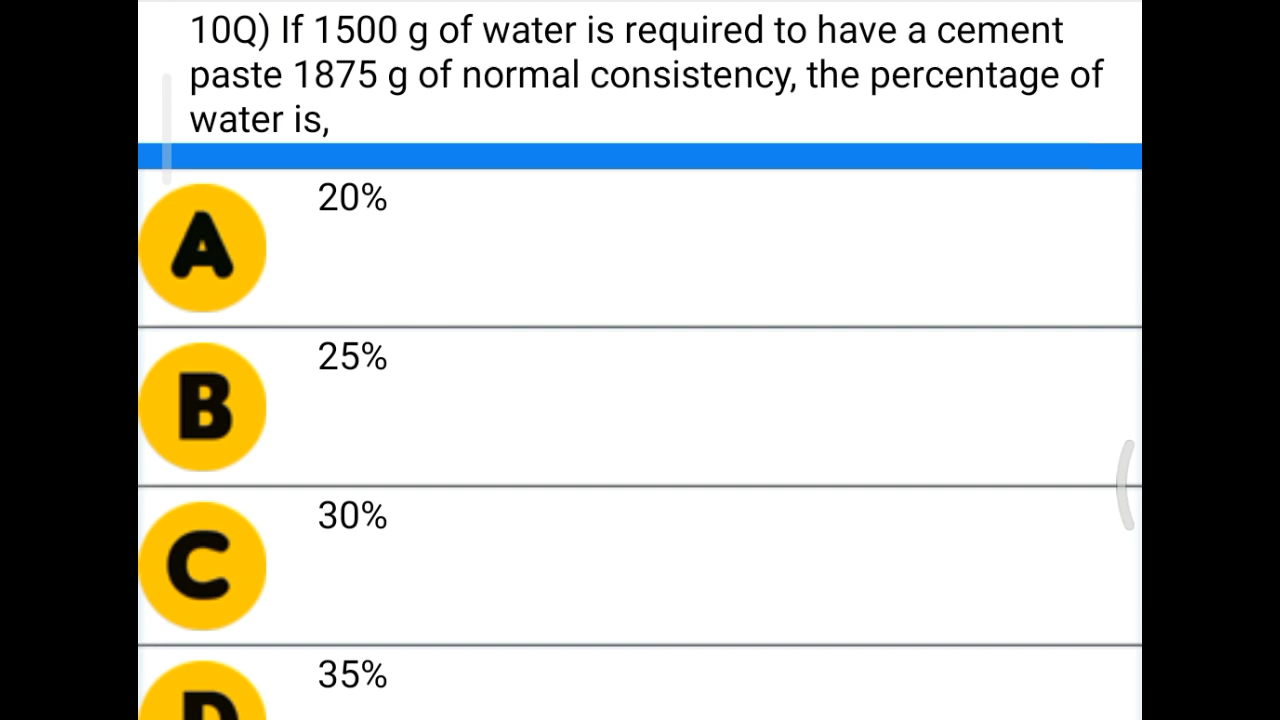 10Q) If 1500 g of water is required to have a cement
paste 1875 g of normal consistency, the percentage of
water is,
A
20%
B
25%
C
30%
D
35%